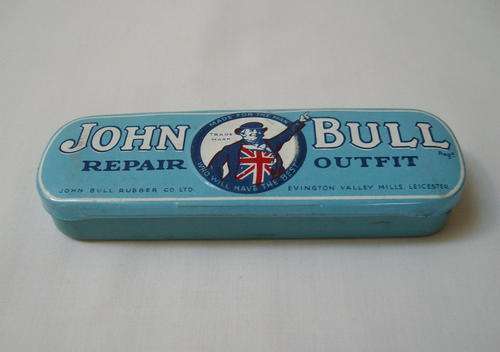 JOHN BULL
REPAIR OUTFIT
TRADE MARK
MADE FOR THE MAN
WHO WILL HAVE THE BEST
JOHN BULL RUBBER CO LTD.
EVINGTON VALLEY MILLS, LEICESTER
Regd